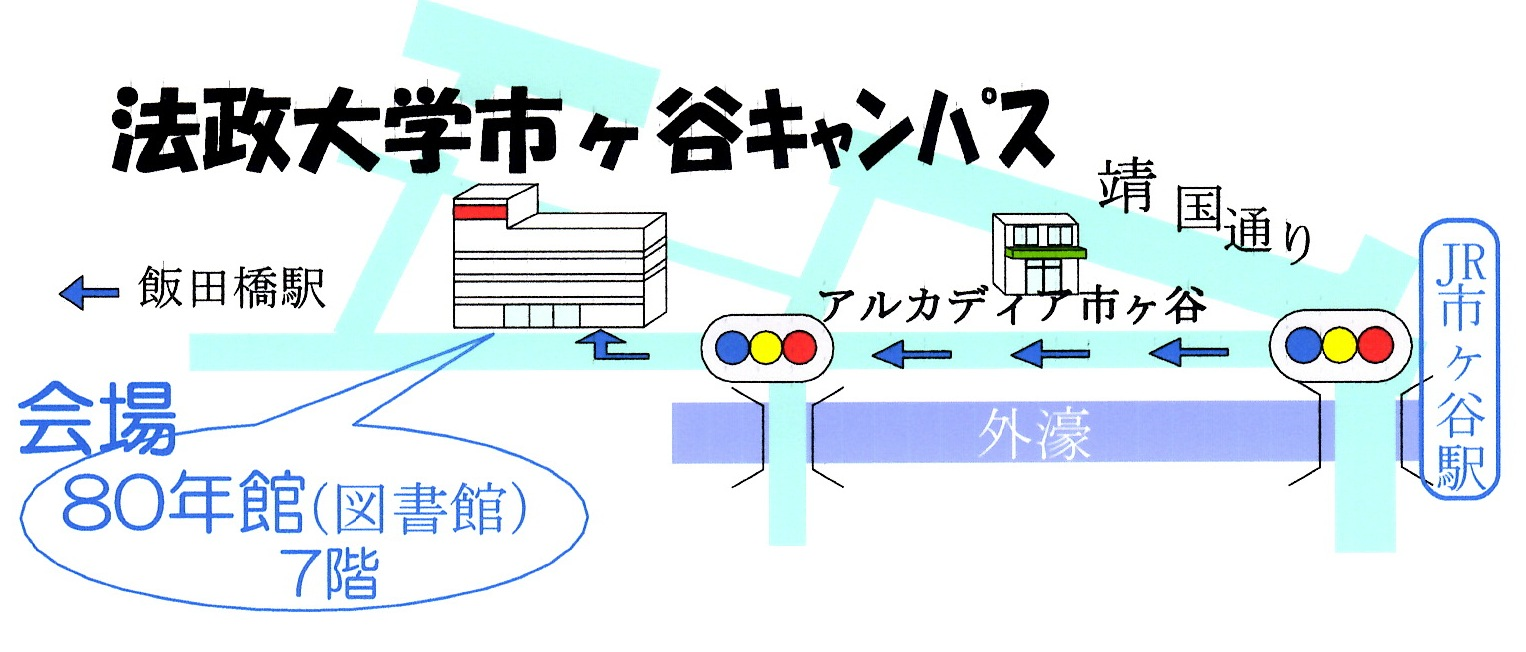 法政大学市ヶ谷キャンパス
靖国通り
JR市ヶ谷駅
飯田橋駅
アルカディア市ヶ谷
外濠
会場
80年館(図書館)
7階